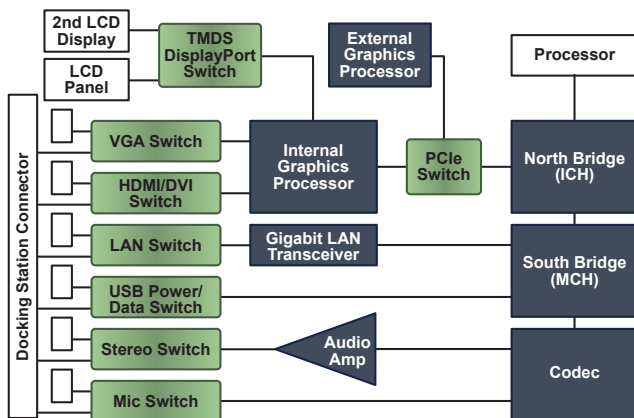 2nd LCD
Display
LCD
Panel
TMDS
DisplayPort
Switch
External
Graphics
Processor
Processor
Docking Station Connector
VGA Switch
HDMI/DVI
Switch
LAN Switch
USB Power/
Data Switch
Stereo Switch
Mic Switch
Internal
Graphics
Processor
Gigabit LAN
Transceiver
Audio
Amp
PCIe
Switch
North Bridge
(ICH)
South Bridge
(MCH)
Codec